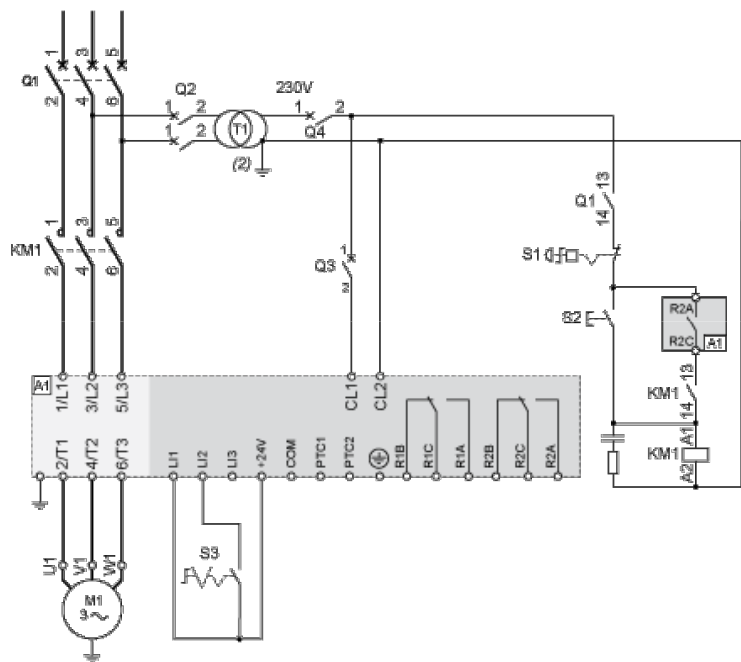 1 3 5
Q1
2 4 6
Q2
1 2
1 2
T1
(2)
230V
1 2
Q4
KM1
1 3 5
2 4 6
Q3
1
2
Q1
13
14
S1
S2
R2A
R2C
A1
KM1
13
14
KM1
A1
A2
A1
1/L1 3/L2 5/L3 CL1 CL2
2/T1 4/T2 6/T3 LI1 LI2 LI3 +24V COM PTC1 PTC2 R1B R1C R1A R2B R2C R2A
S3
U1 V1 W1
M1
3